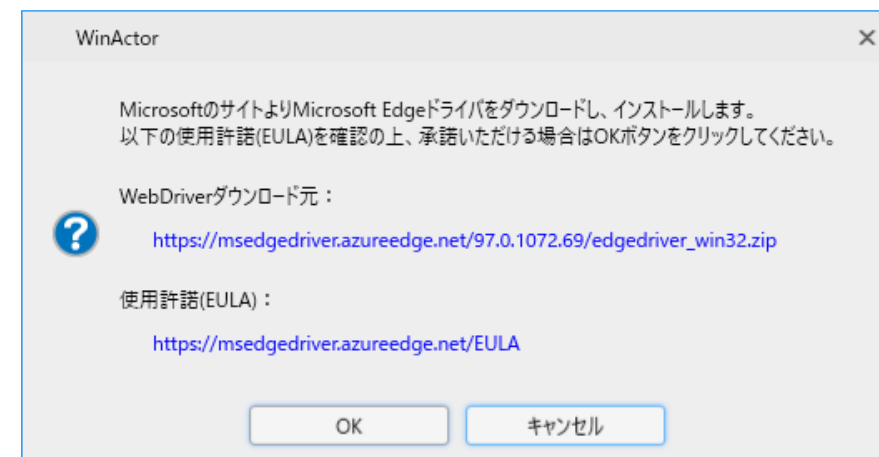 WinActor
MicrosoftのサイトよりMicrosoft Edgeドライバをダウンロードし、インストールします。
以下の使用許諾(EULA)を確認の上、承諾いただける場合はOKボタンをクリックしてください。
WebDriverダウンロード元：
https://msedgedriver.azureedge.net/97.0.1072.69/edgedriver_win32.zip
使用許諾(EULA)：
https://msedgedriver.azureedge.net/EULA
OK
キャンセル